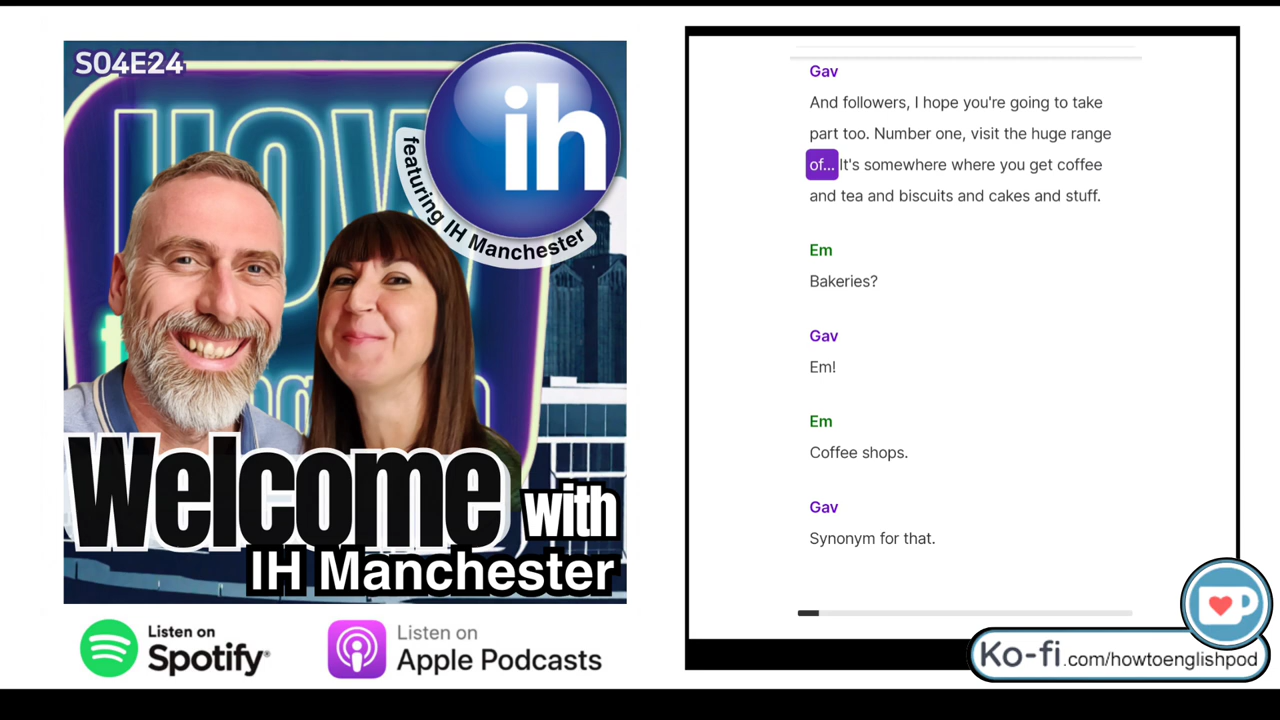 S04E24
HOW
ih
featuring IH Manchester
Welcome
with
IH Manchester
Listen on
Spotify®
Listen on
Apple Podcasts
Gav
And followers, I hope you're going to take
part too. Number one, visit the huge range
of... It's somewhere where you get coffee
and tea and biscuits and cakes and stuff.
Em
Bakeries?
Gav
Em!
Em
Coffee shops.
Gav
Synonym for that.
Ko-fi.com/howtoenglishpod